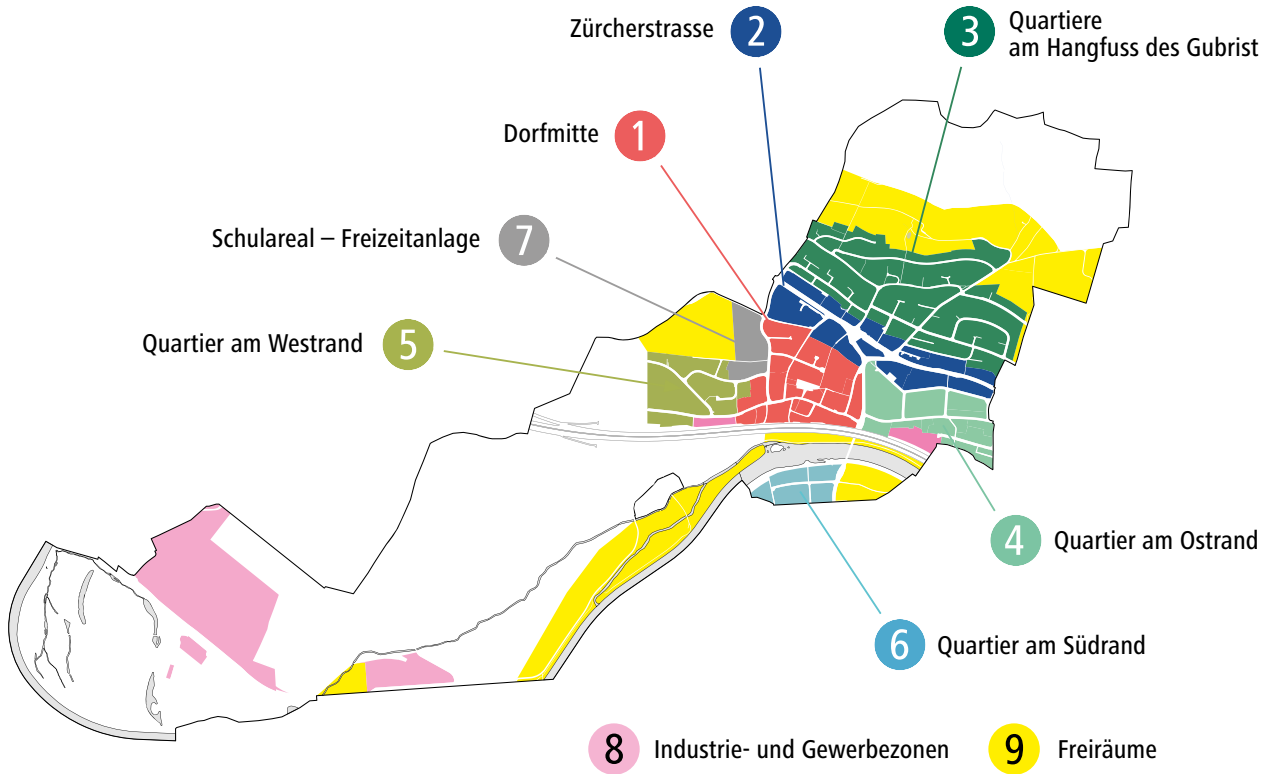 Zürcherstrasse 2
3 Quartiere
am Hangfuss des Gubrist
Dorfmitte 1
Schulareal – Freizeitanlage 7
Quartier am Westrand 5
4 Quartier am Ostrand
6 Quartier am Südrand
8 Industrie- und Gewerbezonen
9 Freiräume